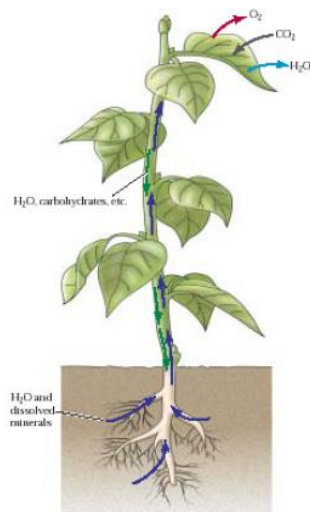 O₂
CO₂
H₂O
H₂O, carbohydrates, etc.
H₂O and
dissolved
minerals